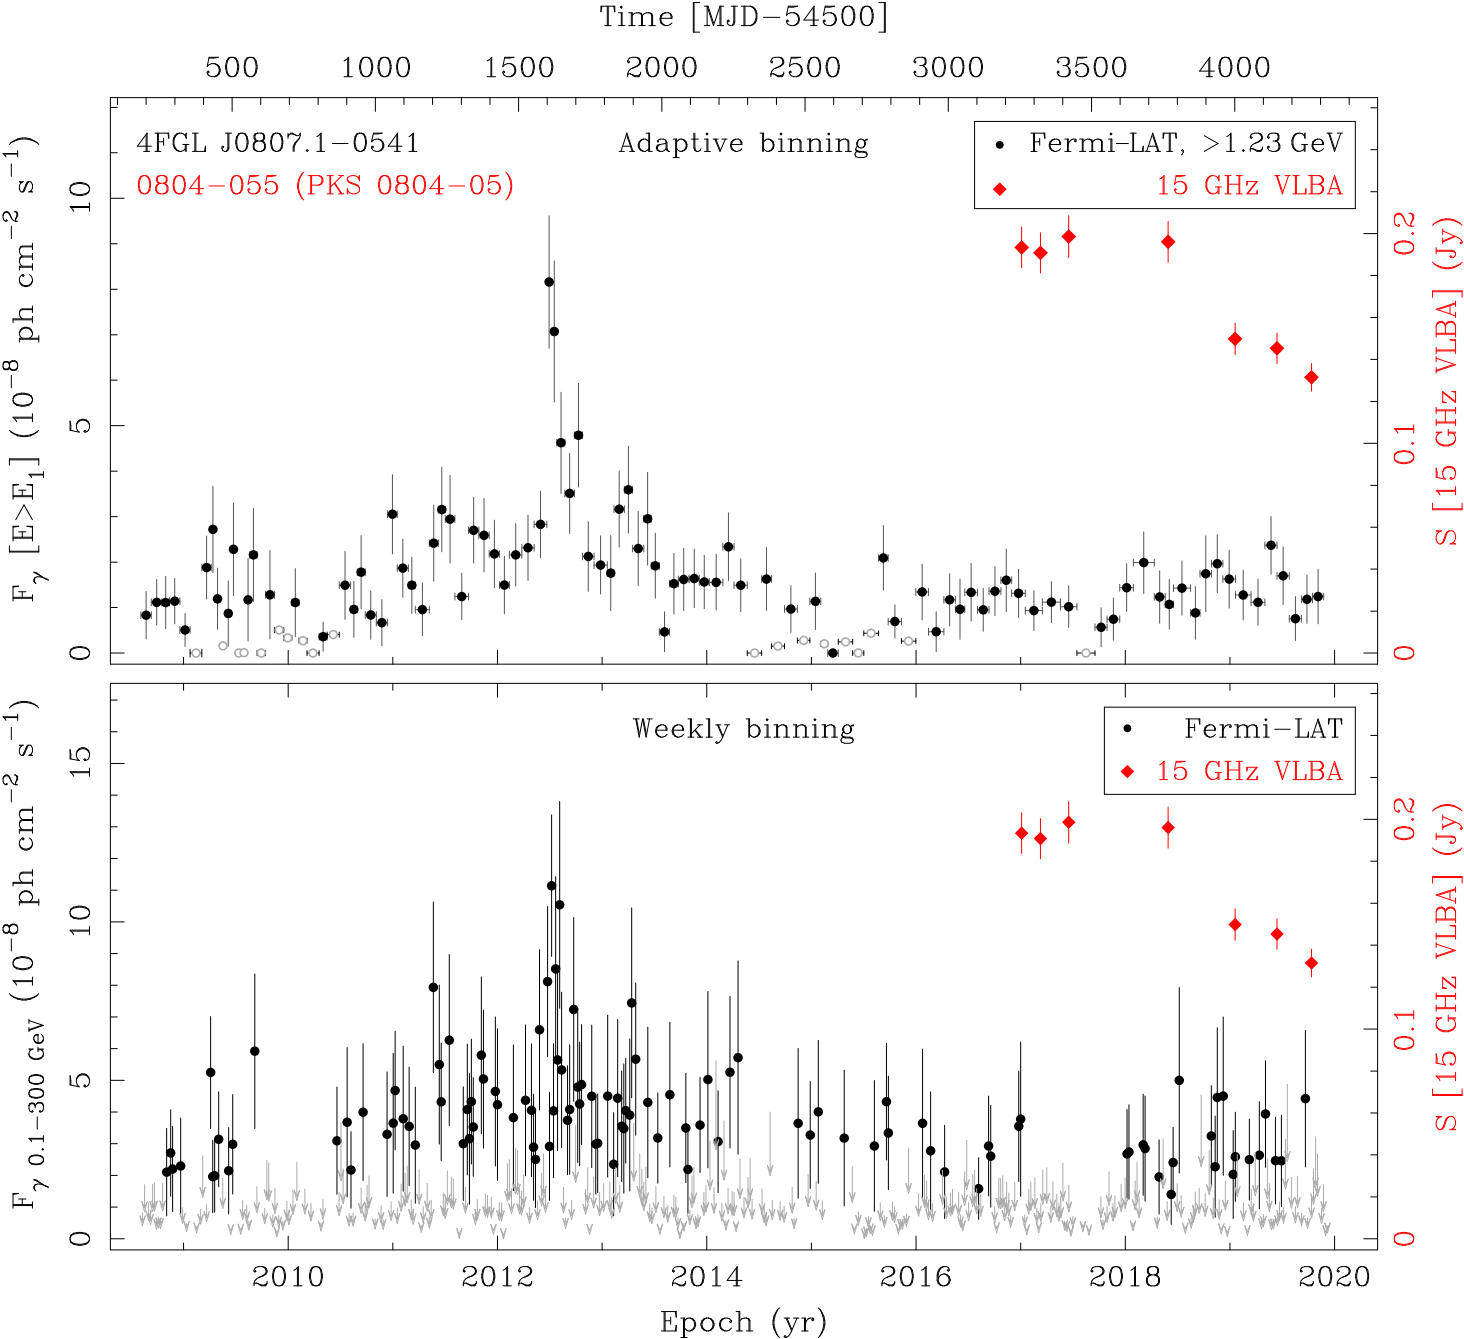 Time [MJD−54500]
500 1000 1500 2000 2500 3000 3500 4000
4FGL J0807.1−0541
Adaptive binning
Fermi−LAT, >1.23 GeV
0804−055 (PKS 0804−05)
15 GHz VLBA
F γ [E>E1] (10−8 ph cm−2 s−1)
10
5
0
0.2
0.1
0
S [15 GHz VLBA] (Jy)
Weekly binning
Fermi−LAT
15 GHz VLBA
F γ 0.1−300 GeV (10−8 ph cm−2 s−1)
15
10
5
0
0.2
0.1
0
S [15 GHz VLBA] (Jy)
2010 2012 2014 2016 2018 2020
Epoch (yr)